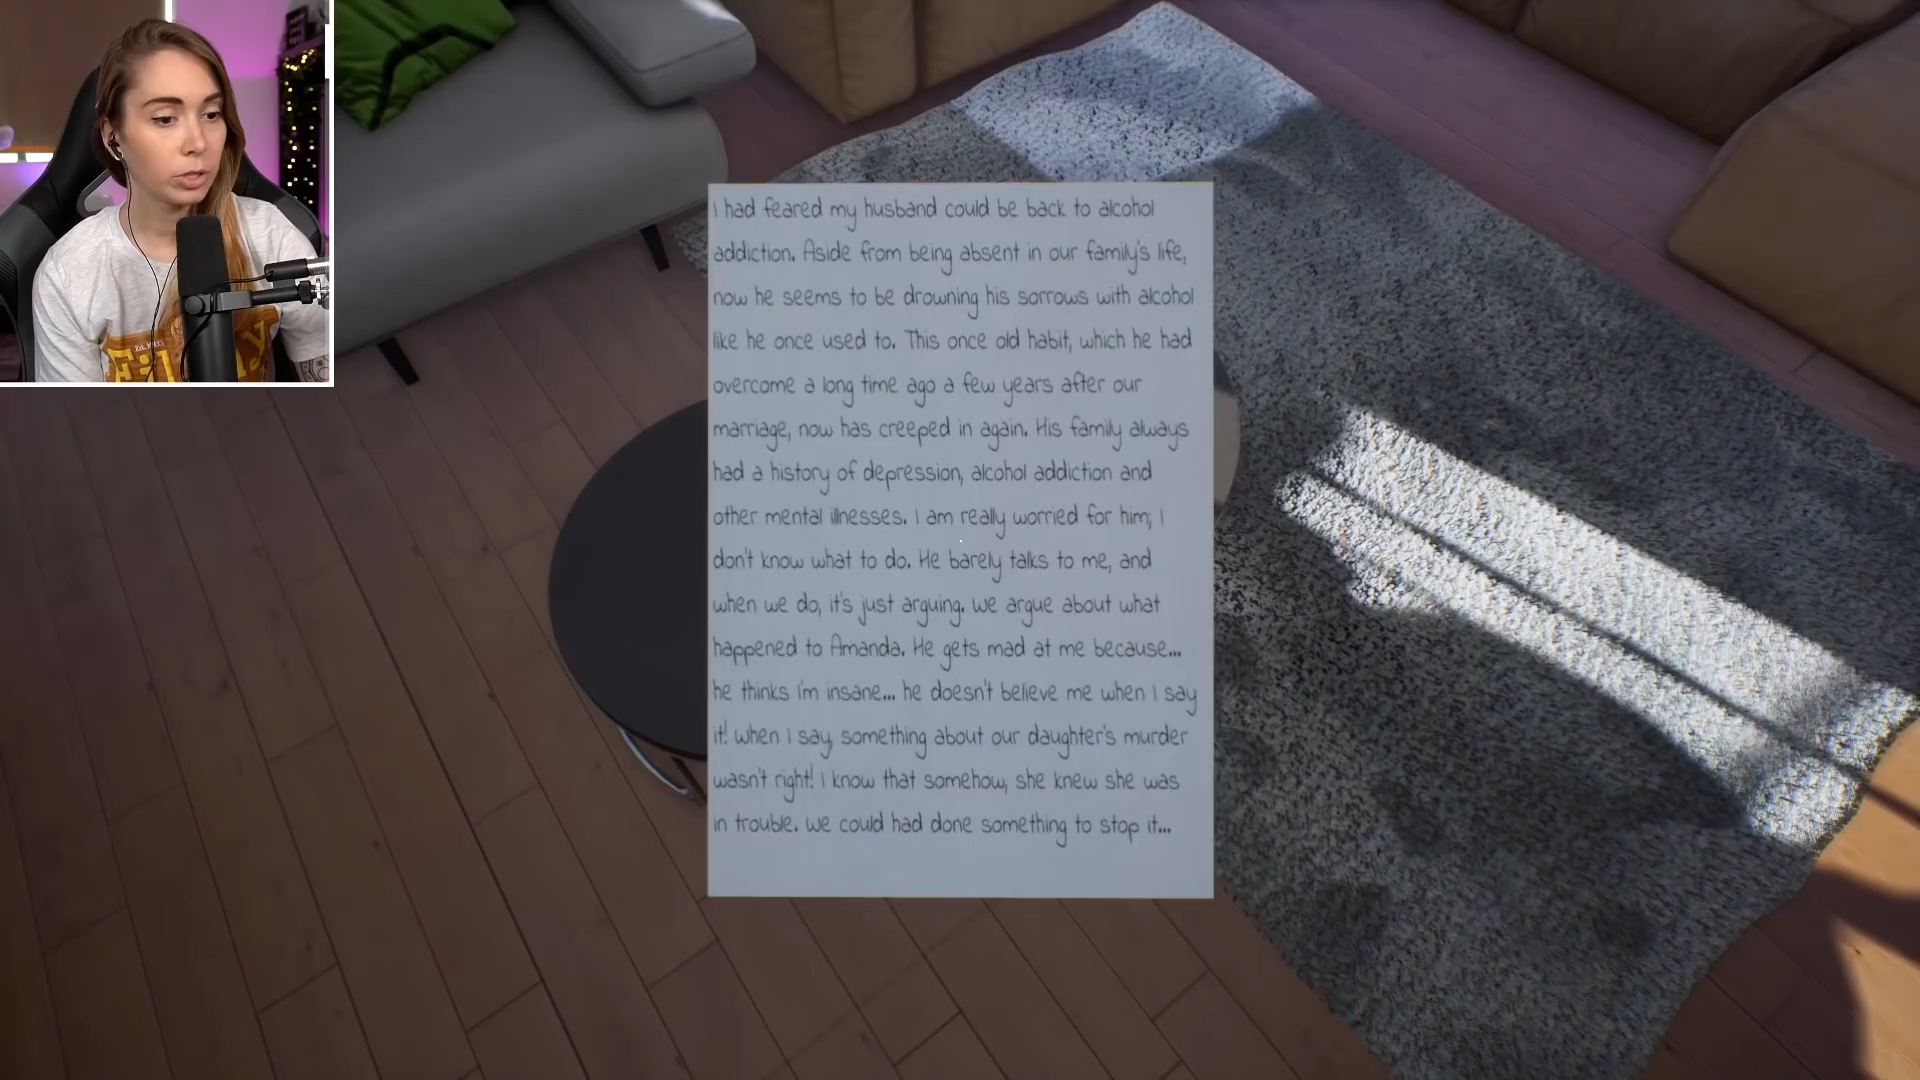 I had feared my husband could be back to alcohol
addiction. Aside from being absent in our family's life,
now he seems to be drowning his sorrows with alcohol
like he once used to. This once old habit, which he had
overcome a long time ago a few years after our
marriage, now has creeped in again. His family always
had a history of depression, alcohol addiction and
other mental illnesses. I am really worried for him; I
don't know what to do. He barely talks to me, and
when we do, it's just arguing. We argue about what
happened to Amanda. He gets mad at me because...
he thinks I'm insane... he doesn't believe me when I say
it! When I say, something about our daughter's murder
wasn't right! I know that somehow, she knew she was
in trouble. We could had done something to stop it...